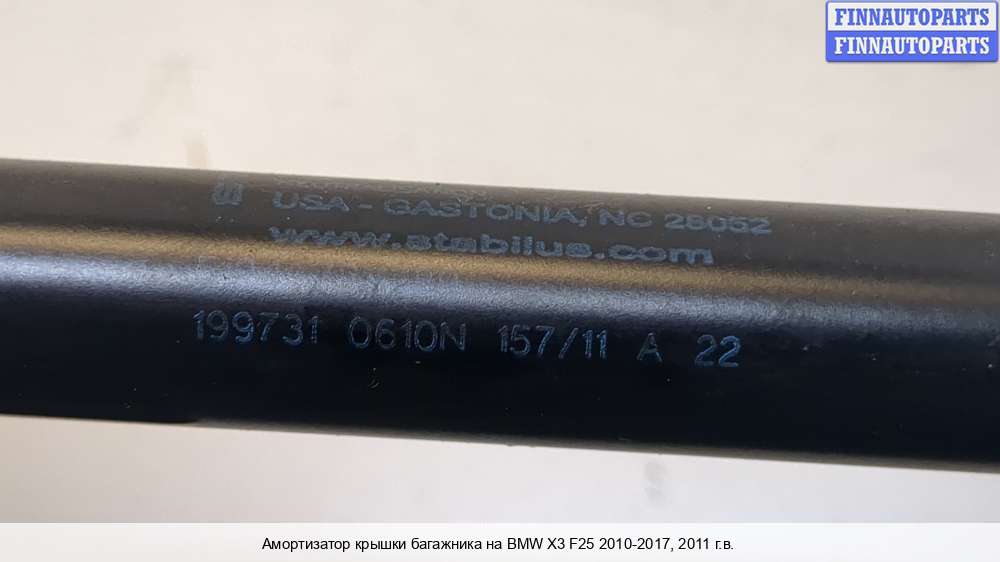 FINNAUTOPARTS
FINNAUTOPARTS
USA - GASTONIA, NC 28052
www.stabilus.com
199731 0610N 157/11 A 22
Амортизатор крышки багажника на BMW X3 F25 2010-2017, 2011 г.в.